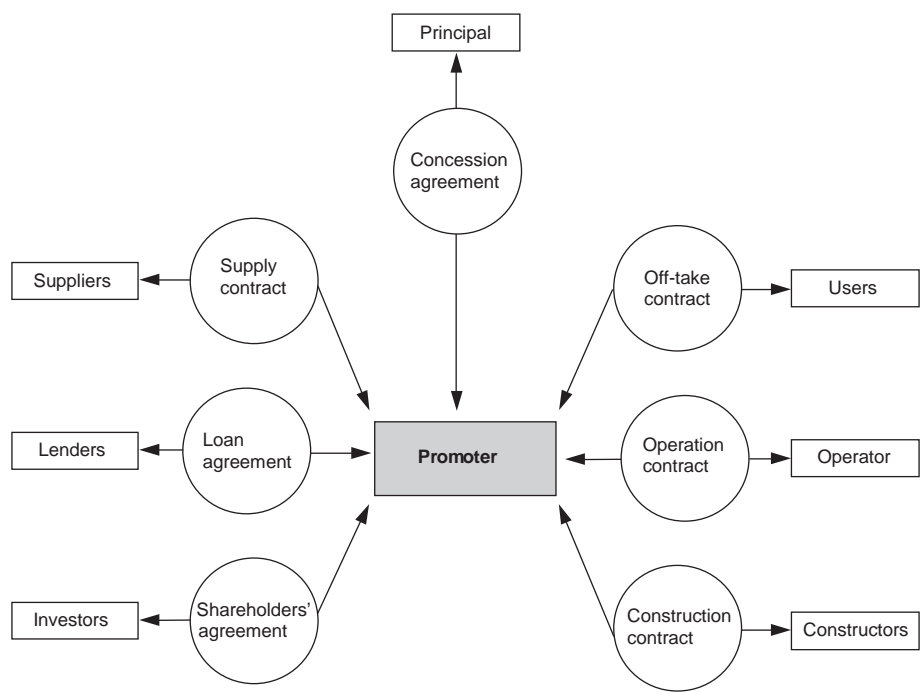 Principal
Concession
agreement
Supply
contract
Suppliers
Off-take
contract
Users
Loan
agreement
Lenders
Promoter
Operation
contract
Operator
Shareholders’
agreement
Investors
Construction
contract
Constructors